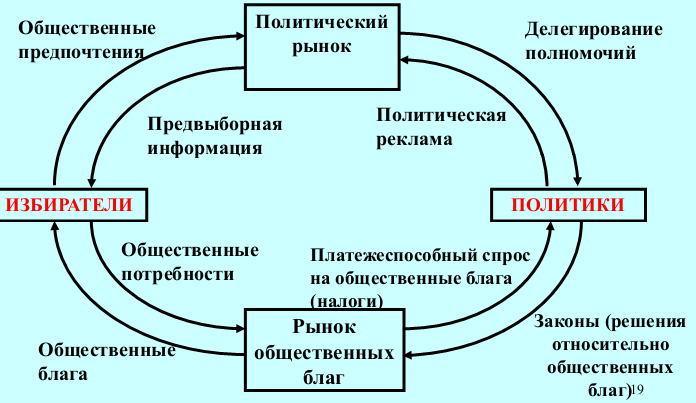 Общественные
предпочтения
Политический
рынок
Делегирование
полномочий
Предвыборная
информация
Политическая
реклама
ИЗБИРАТЕЛИ
ПОЛИТИКИ
Общественные
потребности
Платежеспособный спрос
на общественные блага
(налоги)
Общественные
блага
Рынок
общественных
благ
Законы (решения
относительно
общественных
благ)
19